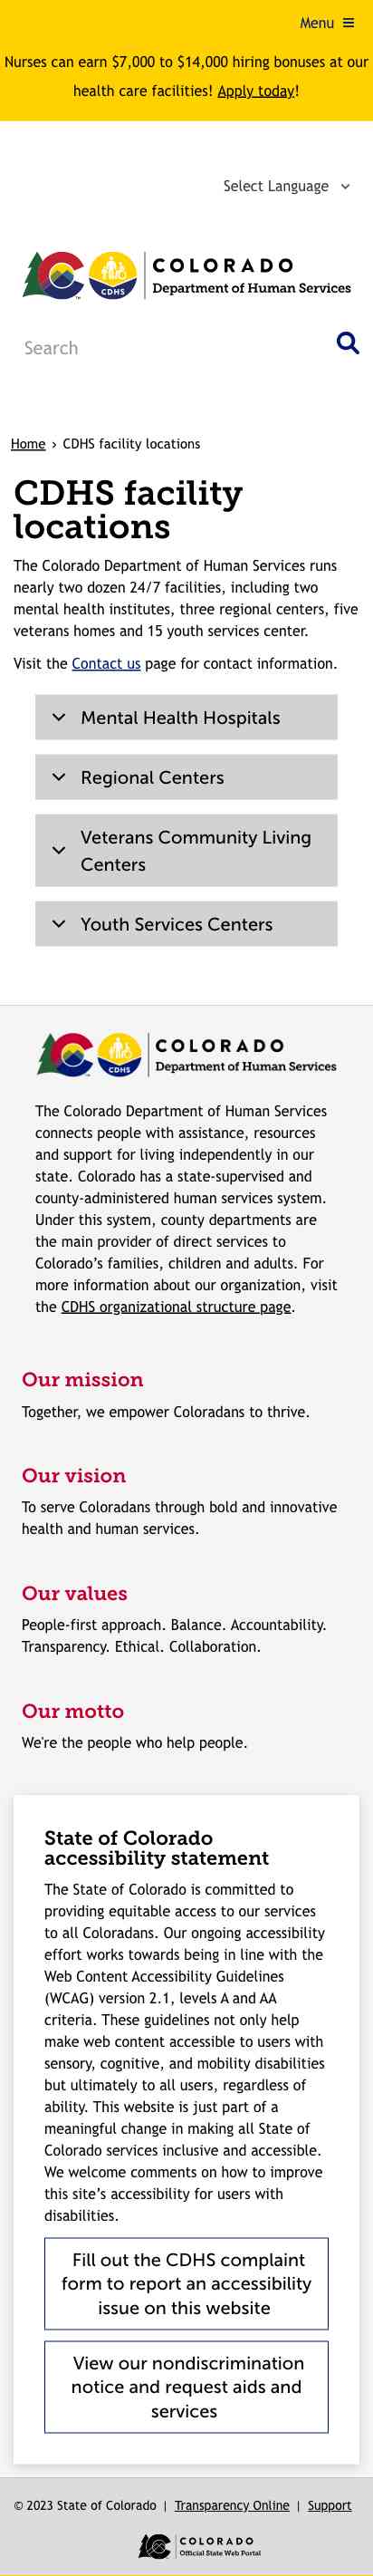 Menu
Nurses can earn $7,000 to $14,000 hiring bonuses at our
health care facilities! Apply today!
Select Language
CDHS
COLORADO
Department of Human Services
Search
Home › CDHS facility locations
CDHS facility
locations
The Colorado Department of Human Services runs
nearly two dozen 24/7 facilities, including two
mental health institutes, three regional centers, five
veterans homes and 15 youth services center.
Visit the Contact us page for contact information.
Mental Health Hospitals
Regional Centers
Veterans Community Living
Centers
Youth Services Centers
CDHS
COLORADO
Department of Human Services
The Colorado Department of Human Services
connects people with assistance, resources
and support for living independently in our
state. Colorado has a state-supervised and
county-administered human services system.
Under this system, county departments are
the main provider of direct services to
Colorado’s families, children and adults. For
more information about our organization, visit
the CDHS organizational structure page.
Our mission
Together, we empower Coloradans to thrive.
Our vision
To serve Coloradans through bold and innovative
health and human services.
Our values
People-first approach. Balance. Accountability.
Transparency. Ethical. Collaboration.
Our motto
We're the people who help people.
State of Colorado
accessibility statement
The State of Colorado is committed to
providing equitable access to our services
to all Coloradans. Our ongoing accessibility
effort works towards being in line with the
Web Content Accessibility Guidelines
(WCAG) version 2.1, levels A and AA
criteria. These guidelines not only help
make web content accessible to users with
sensory, cognitive, and mobility disabilities
but ultimately to all users, regardless of
ability. This website is just part of a
meaningful change in making all State of
Colorado services inclusive and accessible.
We welcome comments on how to improve
this site’s accessibility for users with
disabilities.
Fill out the CDHS complaint
form to report an accessibility
issue on this website
View our nondiscrimination
notice and request aids and
services
© 2023 State of Colorado | Transparency Online | Support
COLORADO
Official State Web Portal